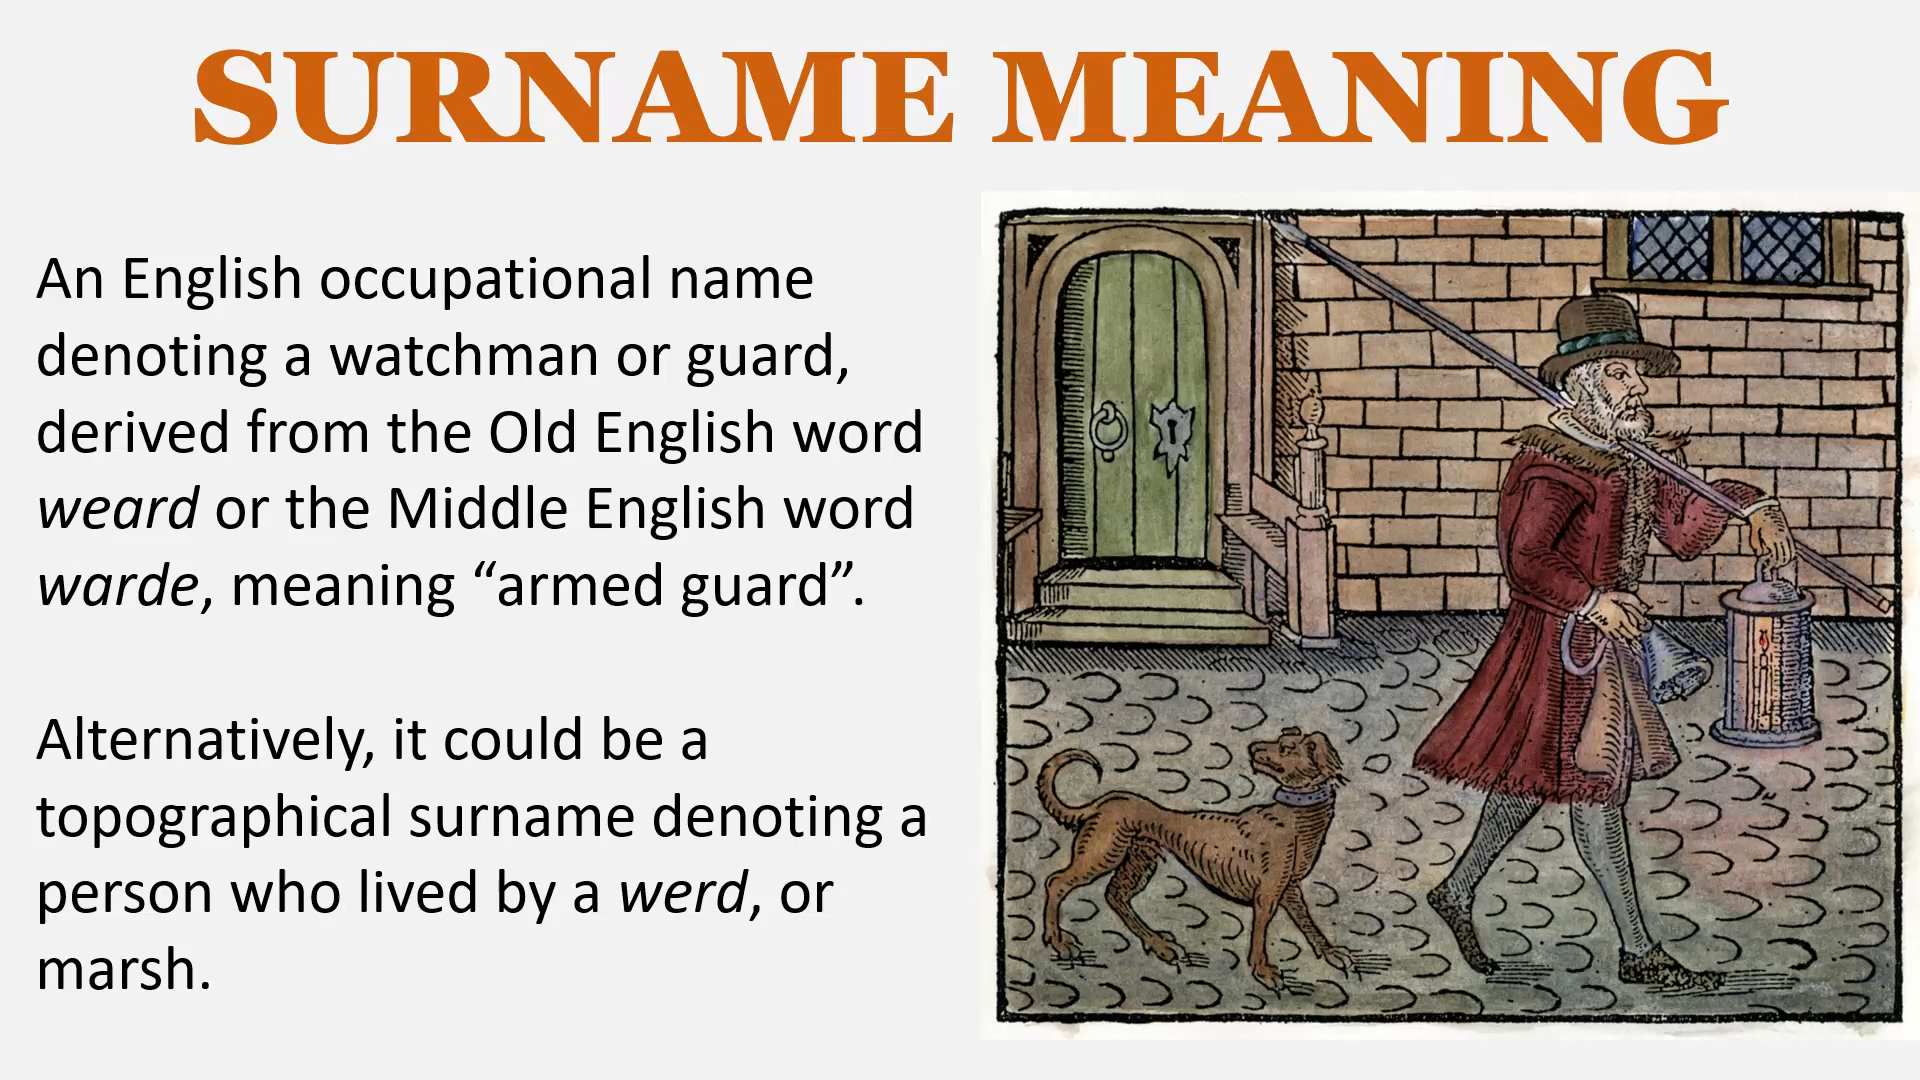 SURNAME MEANING
An English occupational name
denoting a watchman or guard,
derived from the Old English word
weard or the Middle English word
warde, meaning “armed guard”.
Alternatively, it could be a
topographical surname denoting a
person who lived by a werd, or
marsh.